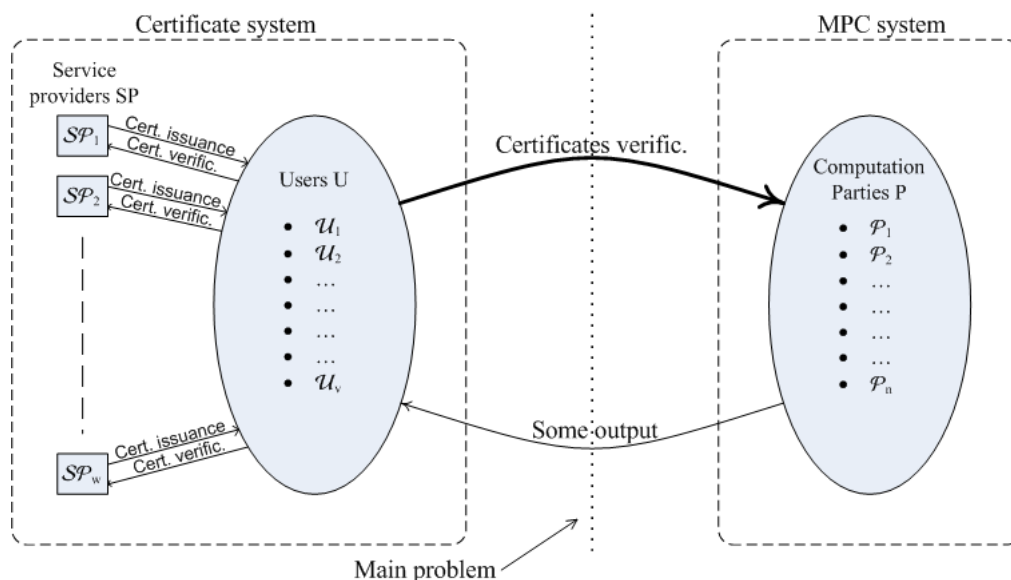 Certificate system
MPC system
Service
providers SP
SP1
Cert. issuance
Cert. verific.
SP2
Cert. issuance
Cert. verific.
SPw
Cert. issuance
Cert. verific.
Users U
• U1
• U2
• …
• …
• …
• …
• Uv
Certificates verific.
Some output
Main problem
Computation
Parties P
• P1
• P2
• …
• …
• …
• …
• Pn